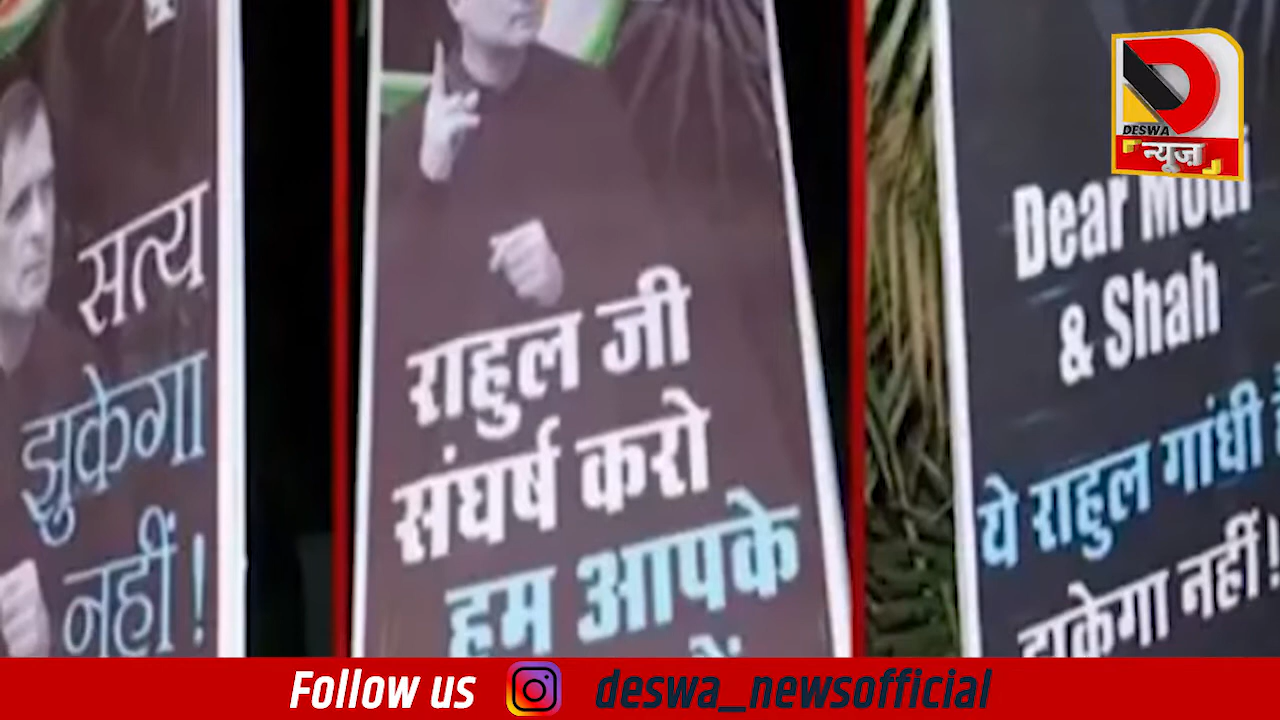 सत्य
झुकेगा
नहीं!
राहुल जी
संघर्ष करो
हम आपके
Dear Modi
& Shah
ये राहुल गांधी है
झुकेगा नहीं!
DESWA
न्यूज़
Follow us
deswa_newsofficial